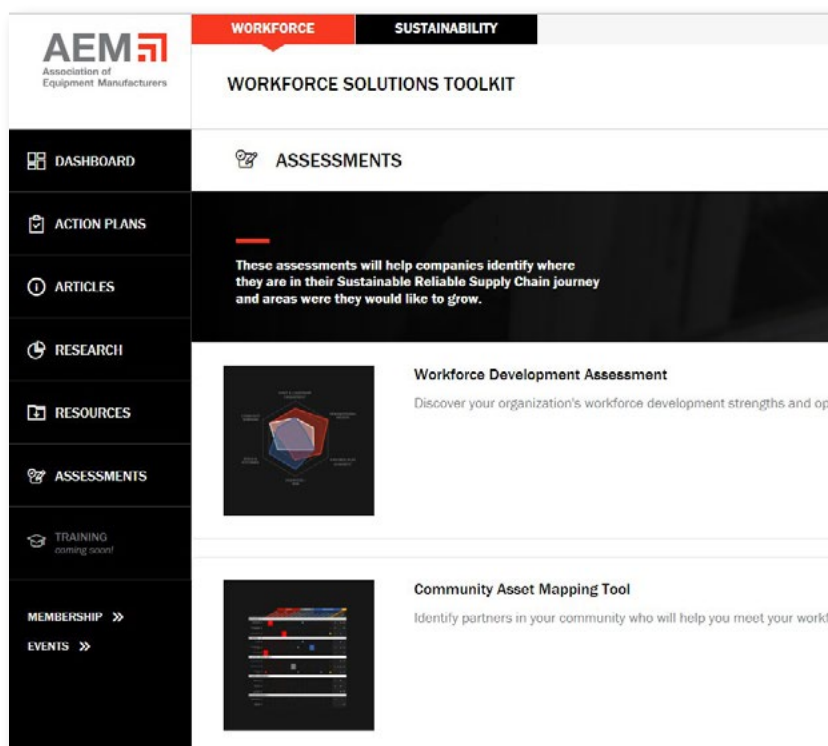 AEM
Association of
Equipment Manufacturers
WORKFORCE
SUSTAINABILITY
WORKFORCE SOLUTIONS TOOLKIT
DASHBOARD
ACTION PLANS
ARTICLES
RESEARCH
RESOURCES
ASSESSMENTS
TRAINING
coming soon!
MEMBERSHIP »
EVENTS »
ASSESSMENTS
These assessments will help companies identify where
they are in their Sustainable Reliable Supply Chain journey
and areas were they would like to grow.
Workforce Development Assessment
Discover your organization's workforce development strengths and op
Community Asset Mapping Tool
Identify partners in your community who will help you meet your workf